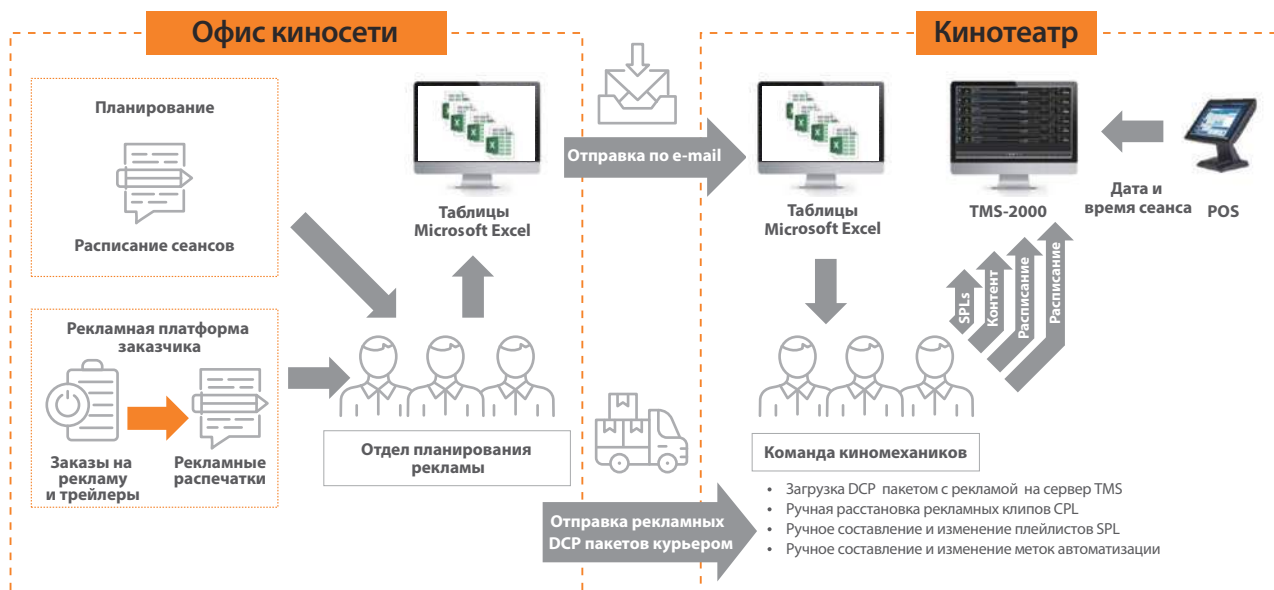 Офис киносети
Планирование
Расписание сеансов
Рекламная платформа
заказчика
Заказы на
рекламу
и трейлеры
Рекламные
распечатки
Таблицы
Microsoft Excel
Отдел планирования
рекламы
Отправка по e-mail
Отправка рекламных
DCP пакетов курьером
Кинотеатр
Таблицы
Microsoft Excel
TMS-2000
Дата и
время сеанса
POS
SPLs
Контент
Расписание
Расписание
Команда киномехаников
• Загрузка DCP пакетом с рекламой на сервер TMS
• Ручная расстановка рекламных клипов CPL
• Ручное составление и изменение плейлистов SPL
• Ручное составление и изменение меток автоматизации